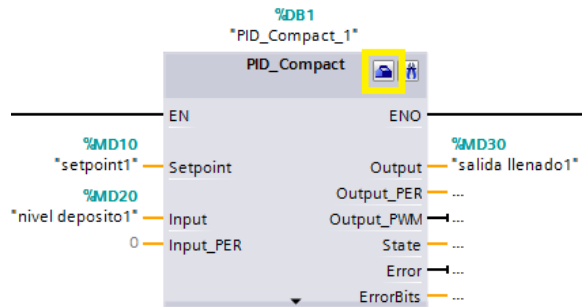 %DB1
"PID_Compact_1"
PID_Compact
EN ENO
%MD10 %MD30
"setpoint1" Setpoint Output "salida llenado1"
%MD20 Output_PER ...
"nivel deposito1" Input Output_PWM ...
0 Input_PER State ...
Error ...
ErrorBits ...